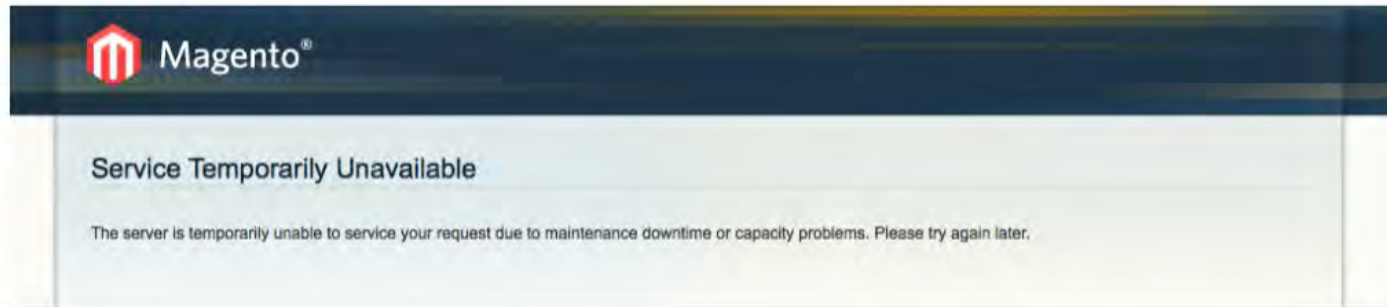 Magento®
Service Temporarily Unavailable
The server is temporarily unable to service your request due to maintenance downtime or capacity problems. Please try again later.